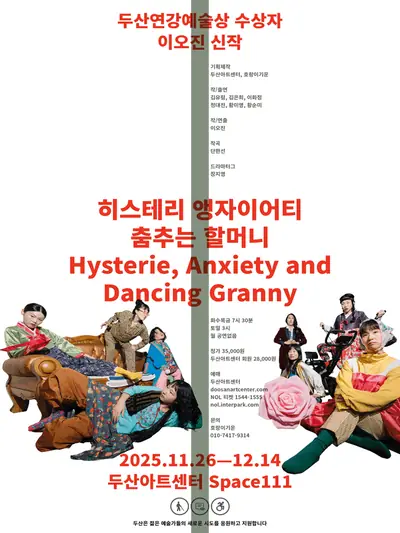 두산연강예술상 수상자
이오진 신작
기획제작
두산아트센터, 호랑이기운
작/출연
김유림, 김은희, 이화정
정대진, 황이명, 황순미
작/연출
이오진
작곡
단편선
드라마터그
장지영
히스테리 앵자이어티
춤추는 할머니
Hysterie, Anxiety and
Dancing Granny
화수목금 7시 30분
토일 3시
월 공연없음
정가 35,000원
두산아트센터 회원 28,000원
예매
두산아트센터
doosanartcenter.com
NOL 티켓 1544-1555
nol.interpark.com
문의
호랑이기운
010-7417-9314
2025.11.26—12.14
두산아트센터 Space111
두산은 젊은 예술가들의 새로운 시도를 응원하고 지원합니다